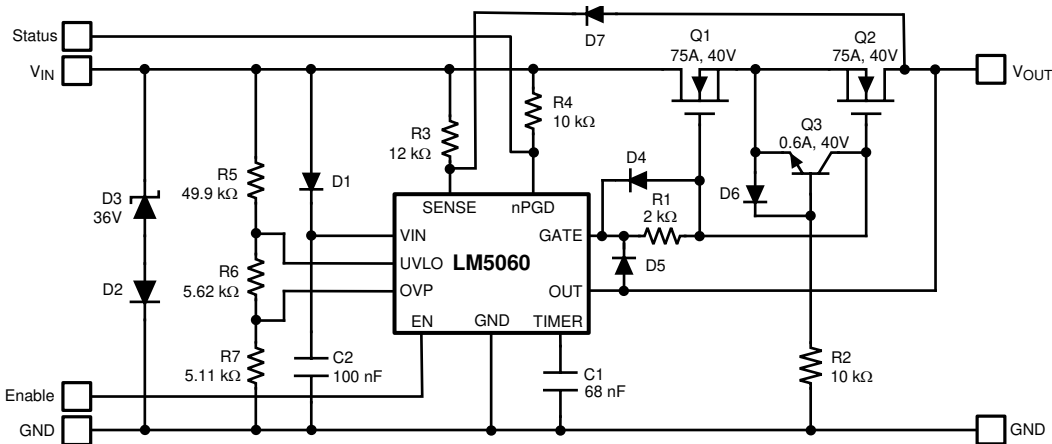 Status
VIN
D7
Q1
75A, 40V
Q2
75A, 40V
VOUT
R3
12 kΩ
R4
10 kΩ
Q3
0.6A, 40V
D3
36V
R5
49.9 kΩ
D1
D4
D6
SENSE
nPGD
R1
2 kΩ
VIN
GATE
UVLO
LM5060
D5
D2
R6
5.62 kΩ
OVP
OUT
EN
GND
TIMER
R7
5.11 kΩ
C2
100 nF
C1
68 nF
R2
10 kΩ
Enable
GND
GND